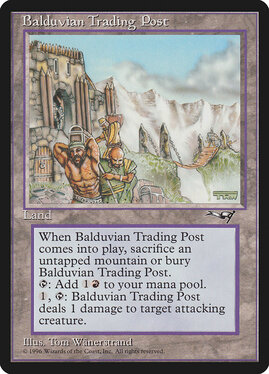 Balduvian Trading Post
Land
When Balduvian Trading Post
comes into play, sacrifice an
untapped mountain or bury
Balduvian Trading Post.
: Add 1 to your mana pool.
1, : Balduvian Trading Post
deals 1 damage to target attacking
creature.
Illus. Tom Wänerstrand
© 1996 Wizards of the Coast, Inc. All rights reserved.